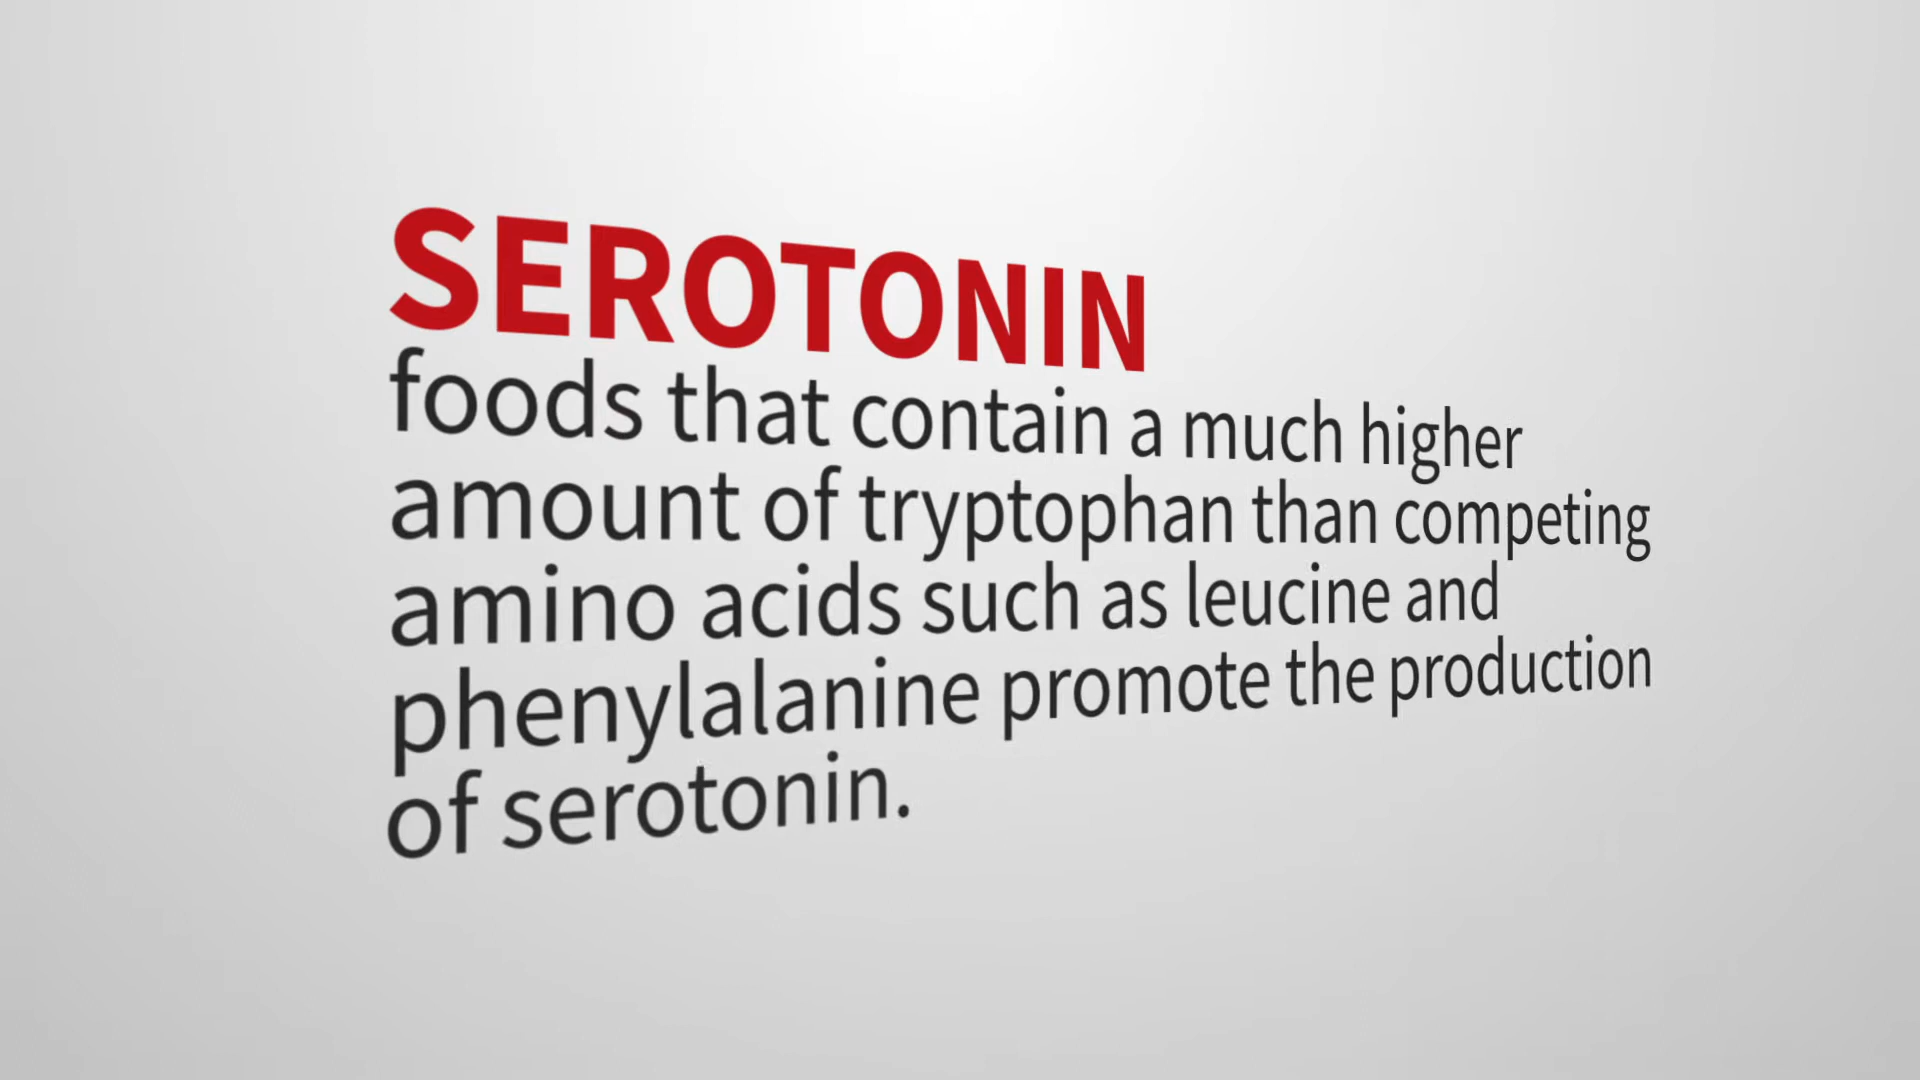 SEROTONIN
foods that contain a much higher
amount of tryptophan than competing
amino acids such as leucine and
phenylalanine promote the production
of serotonin.